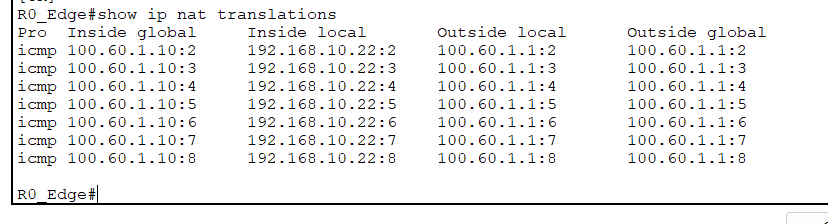 R0_Edge#show ip nat translations
Pro  Inside global     Inside local       Outside local      Outside global
icmp 100.60.1.10:2     192.168.10.22:2    100.60.1.1:2       100.60.1.1:2
icmp 100.60.1.10:3     192.168.10.22:3    100.60.1.1:3       100.60.1.1:3
icmp 100.60.1.10:4     192.168.10.22:4    100.60.1.1:4       100.60.1.1:4
icmp 100.60.1.10:5     192.168.10.22:5    100.60.1.1:5       100.60.1.1:5
icmp 100.60.1.10:6     192.168.10.22:6    100.60.1.1:6       100.60.1.1:6
icmp 100.60.1.10:7     192.168.10.22:7    100.60.1.1:7       100.60.1.1:7
icmp 100.60.1.10:8     192.168.10.22:8    100.60.1.1:8       100.60.1.1:8
R0_Edge#